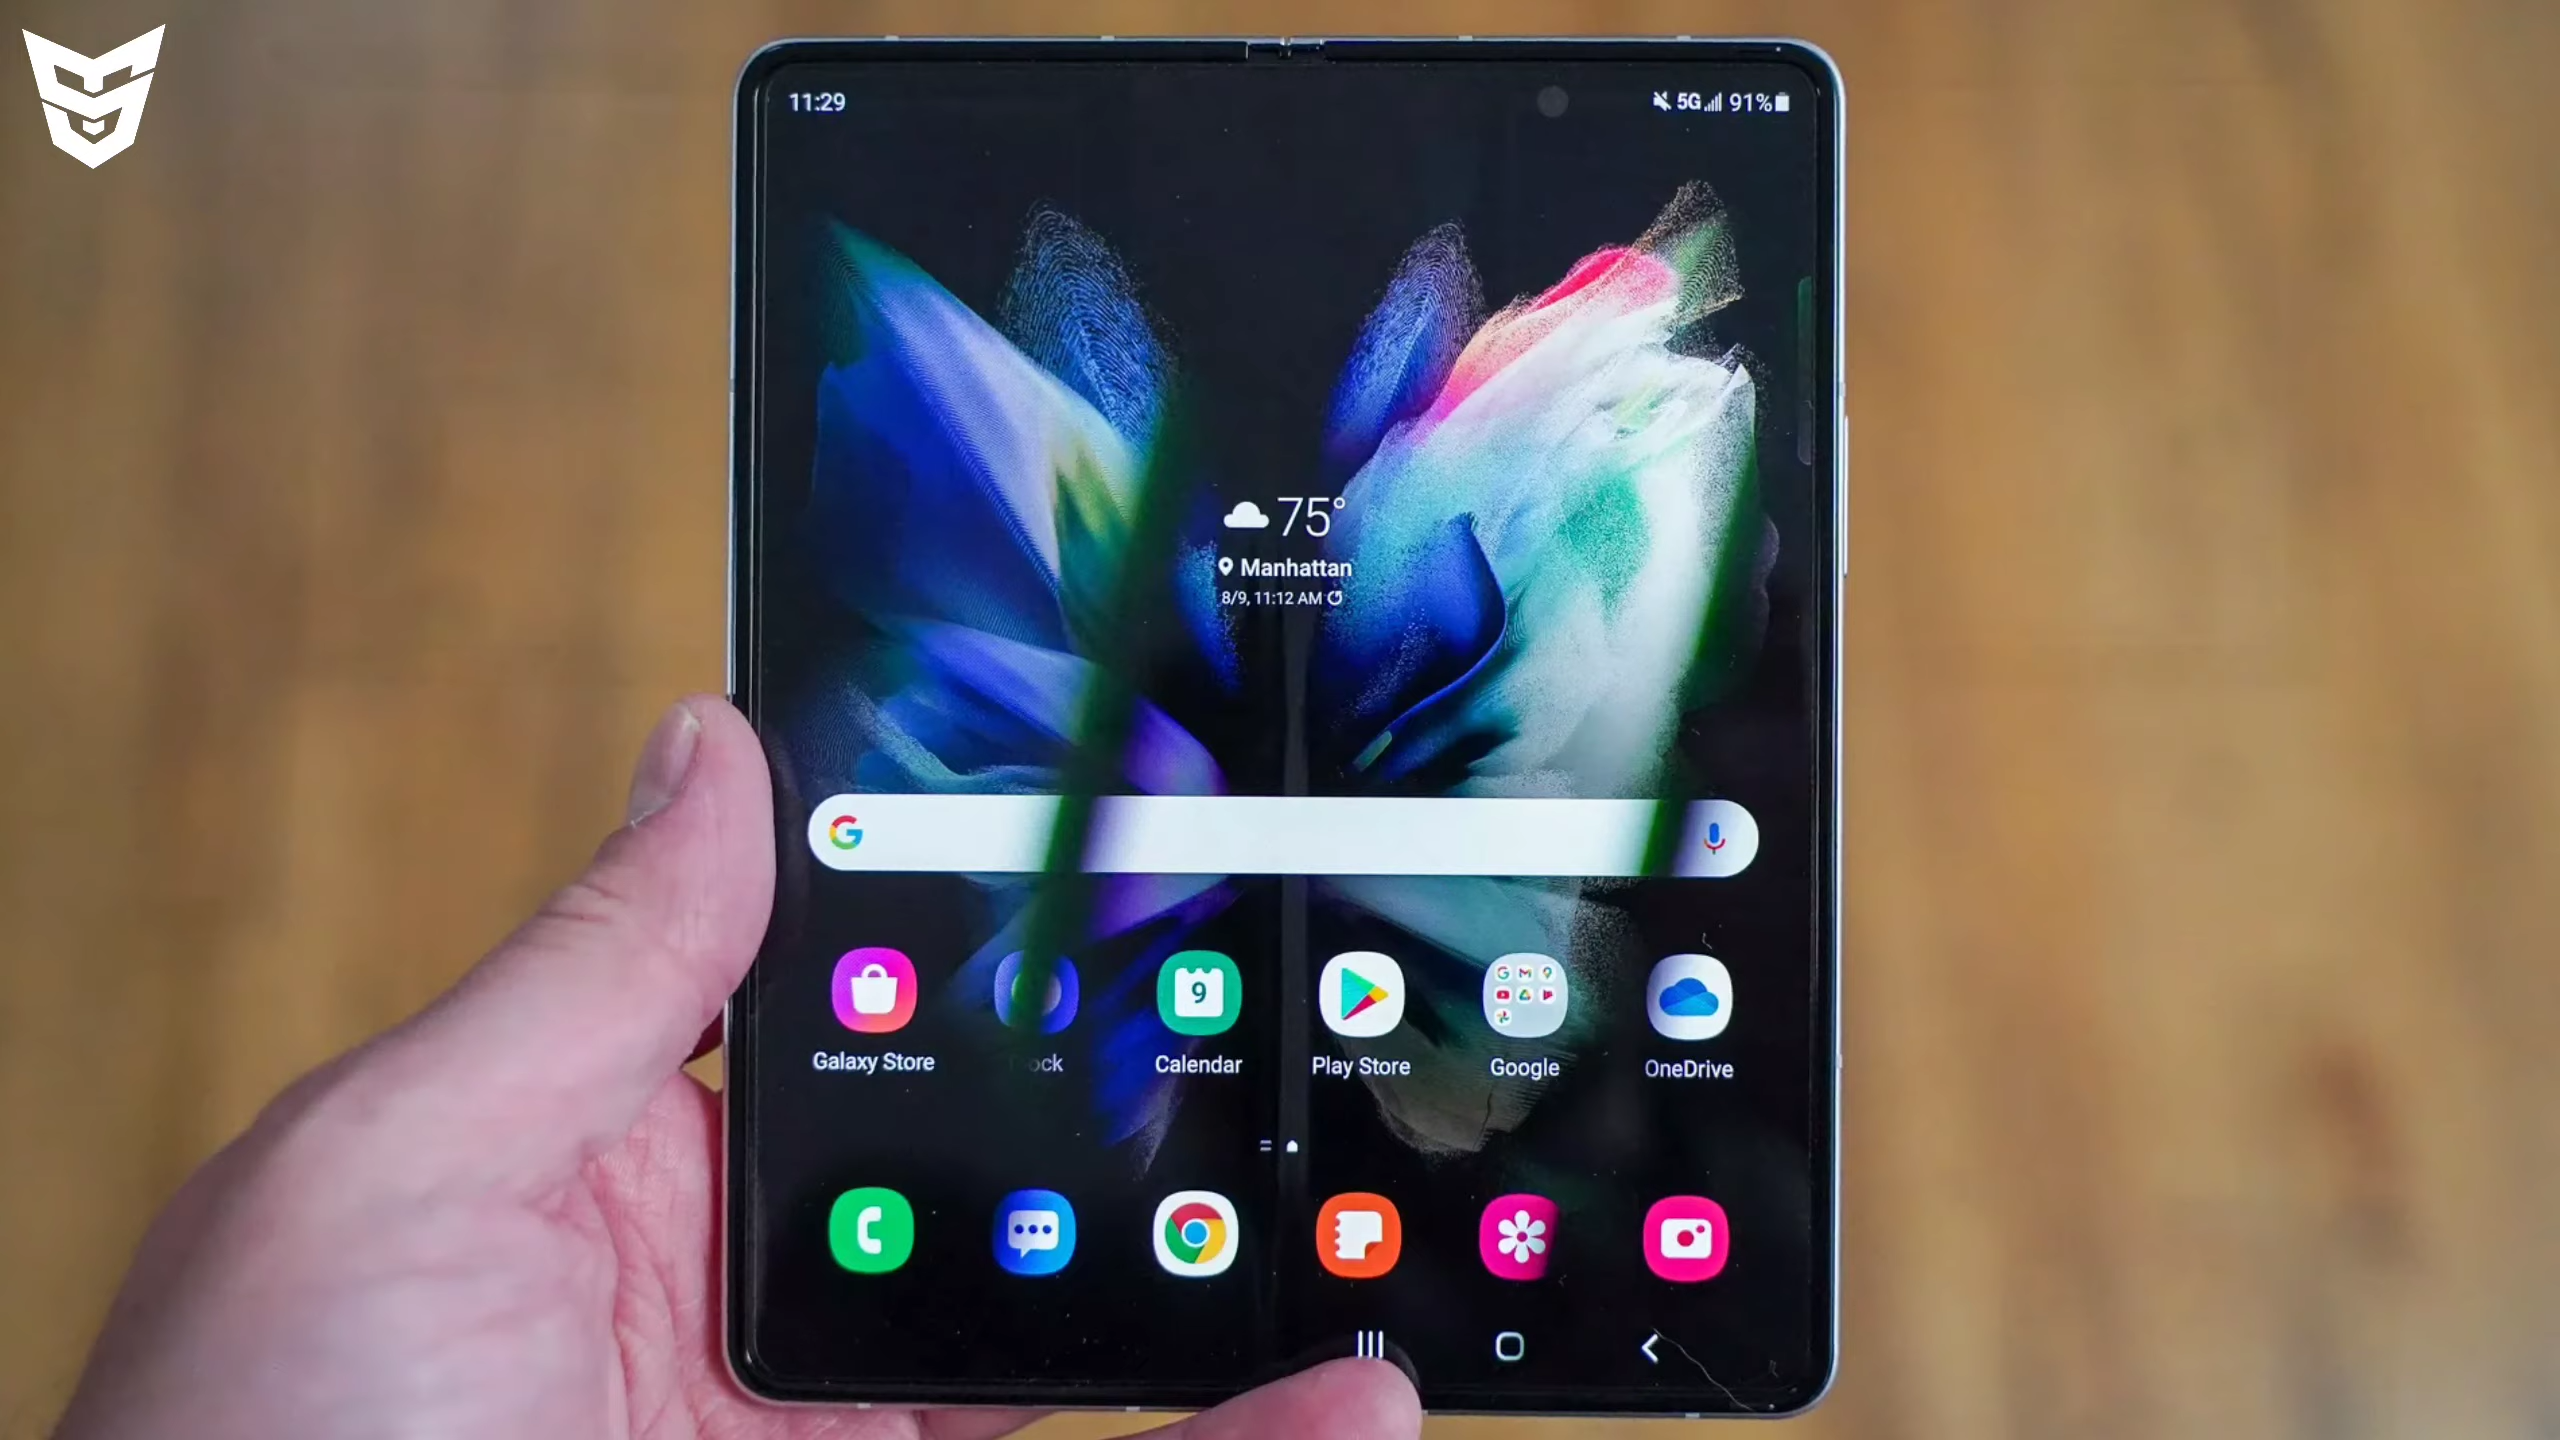 11:29
5G 91%
75°
Manhattan
8/9, 11:12 AM
9
Galaxy Store
Calendar
Play Store
Google
OneDrive